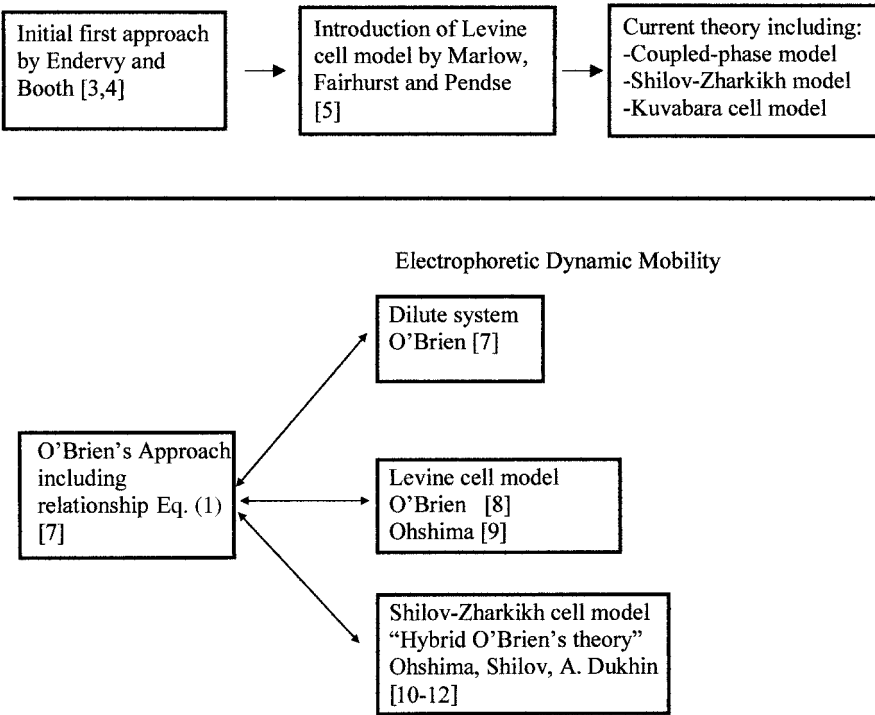 Initial first approach
by Endervy and
Booth [3,4]
Introduction of Levine
cell model by Marlow,
Fairhurst and Pendse
[5]
Current theory including:
-Coupled-phase model
-Shilov-Zharkikh model
-Kuvabara cell model
Electrophoretic Dynamic Mobility
Dilute system
O’Brien [7]
O’Brien’s Approach
including
relationship Eq. (1)
[7]
Levine cell model
O’Brien [8]
Ohshima [9]
Shilov-Zharkikh cell model
“Hybrid O’Brien’s theory”
Ohshima, Shilov, A. Dukhin
[10-12]